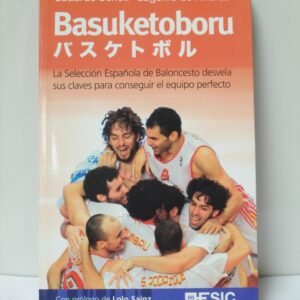 Basuketoboru
バスケトボル
La Selección Española de Baloncesto desvela
sus claves para conseguir el equipo perfecto
S.RODRIGUEZ
Con prólogo de Lolo Sainz
ESIC